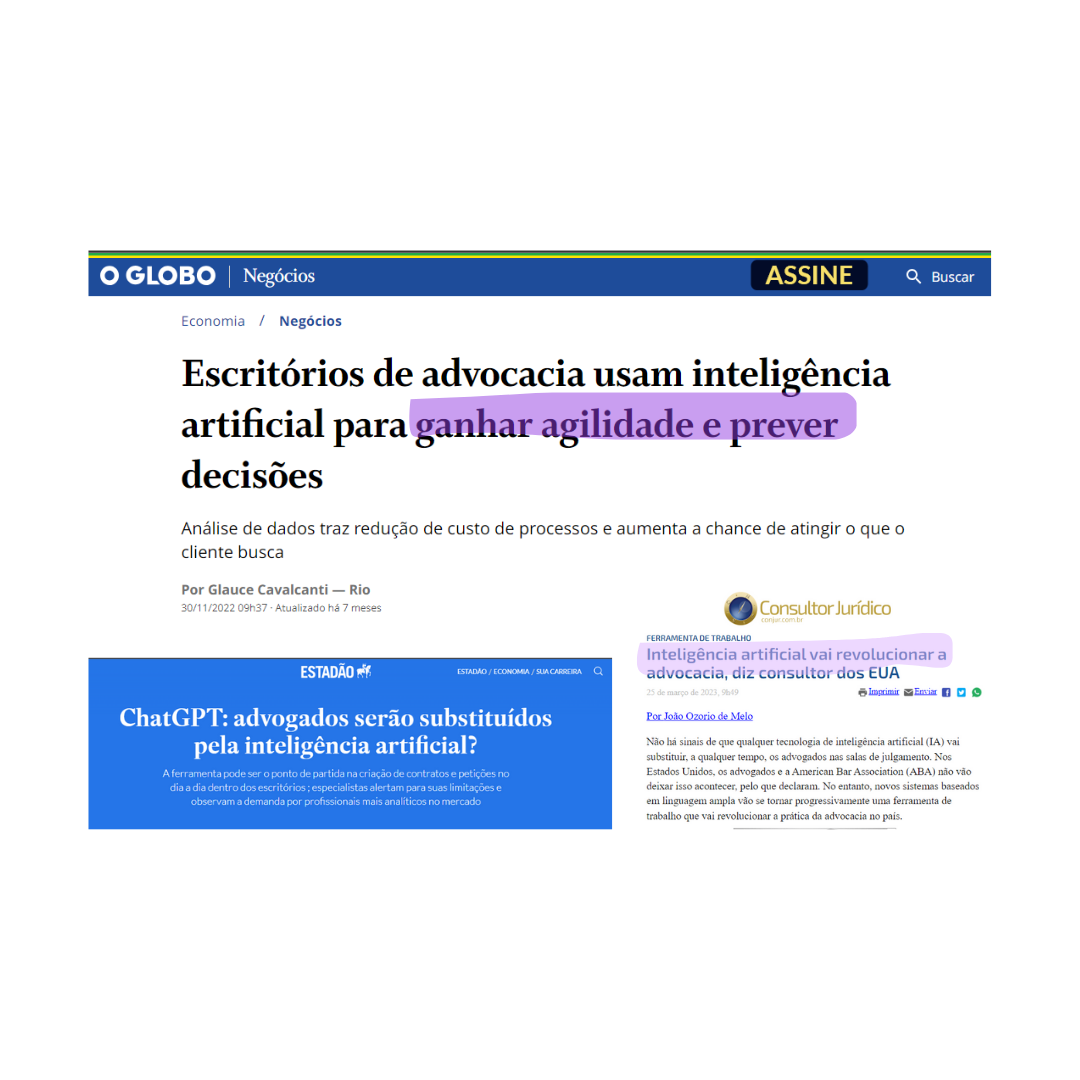 O GLOBO | Negócios ASSINE Buscar
Economia / Negócios
Escritórios de advocacia usam inteligência
artificial para ganhar agilidade e prever
decisões
Análise de dados traz redução de custo de processos e aumenta a chance de atingir o que o
cliente busca
Por Glauce Cavalcanti — Rio
30/11/2022 09h37 · Atualizado há 7 meses
ESTADÃO ESTADÃO / ECONOMIA / SUA CARREIRA
ChatGPT: advogados serão substituídos
pela inteligência artificial?
A ferramenta pode ser o ponto de partida na criação de contratos e petições no
dia a dia dentro dos escritórios ; especialistas alertam para suas limitações e
observam a demanda por profissionais mais analíticos no mercado
Consultor Jurídico
conjur.com.br
FERRAMENTA DE TRABALHO
Inteligência artificial vai revolucionar a
advocacia, diz consultor dos EUA
25 de março de 2023, 9h49 Imprimir Enviar
Por João Ozorio de Melo
Não há sinais de que qualquer tecnologia de inteligência artificial (IA) vai
substituir, a qualquer tempo, os advogados nas salas de julgamento. Nos
Estados Unidos, os advogados e a American Bar Association (ABA) não vão
deixar isso acontecer, pelo que declaram. No entanto, novos sistemas baseados
em linguagem ampla vão se tornar progressivamente uma ferramenta de
trabalho que vai revolucionar a prática da advocacia no país.